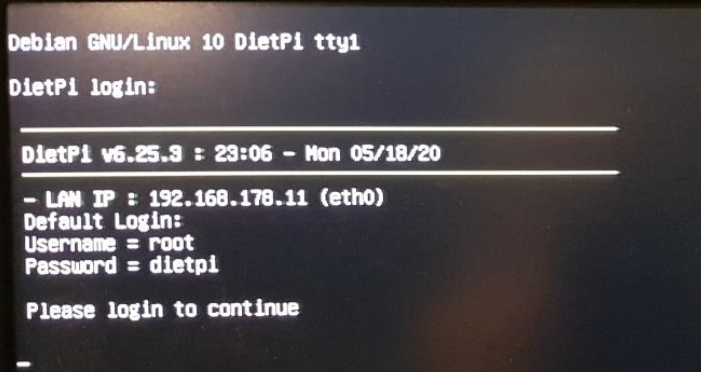 Debian GNU/Linux 10 DietPi tty1
DietPi login:
DietPi v6.25.3 : 23:06 - Mon 05/18/20
- LAN IP : 192.168.178.11 (eth0)
Default Login:
Username = root
Password = dietpi
Please login to continue